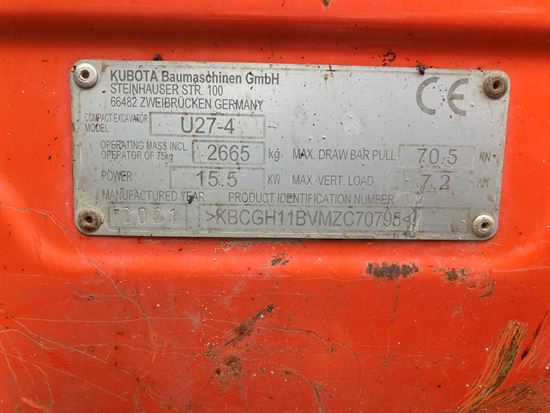 KUBOTA Baumaschinen GmbH
STEINHAUSER STR. 100
66482 ZWEIBRÜCKEN GERMANY
CE
COMPACT EXCAVATOR
MODEL U27-4
OPERATING MASS INCL
OPERATOR OF 75kg 2665 kg MAX. DRAW BAR PULL 70.5 KN
POWER 15.5 KW MAX.-VERT. LOAD 7.2 KN
MANUFACTURED YEAR PRODUCT IDENTIFICATION NUMBER